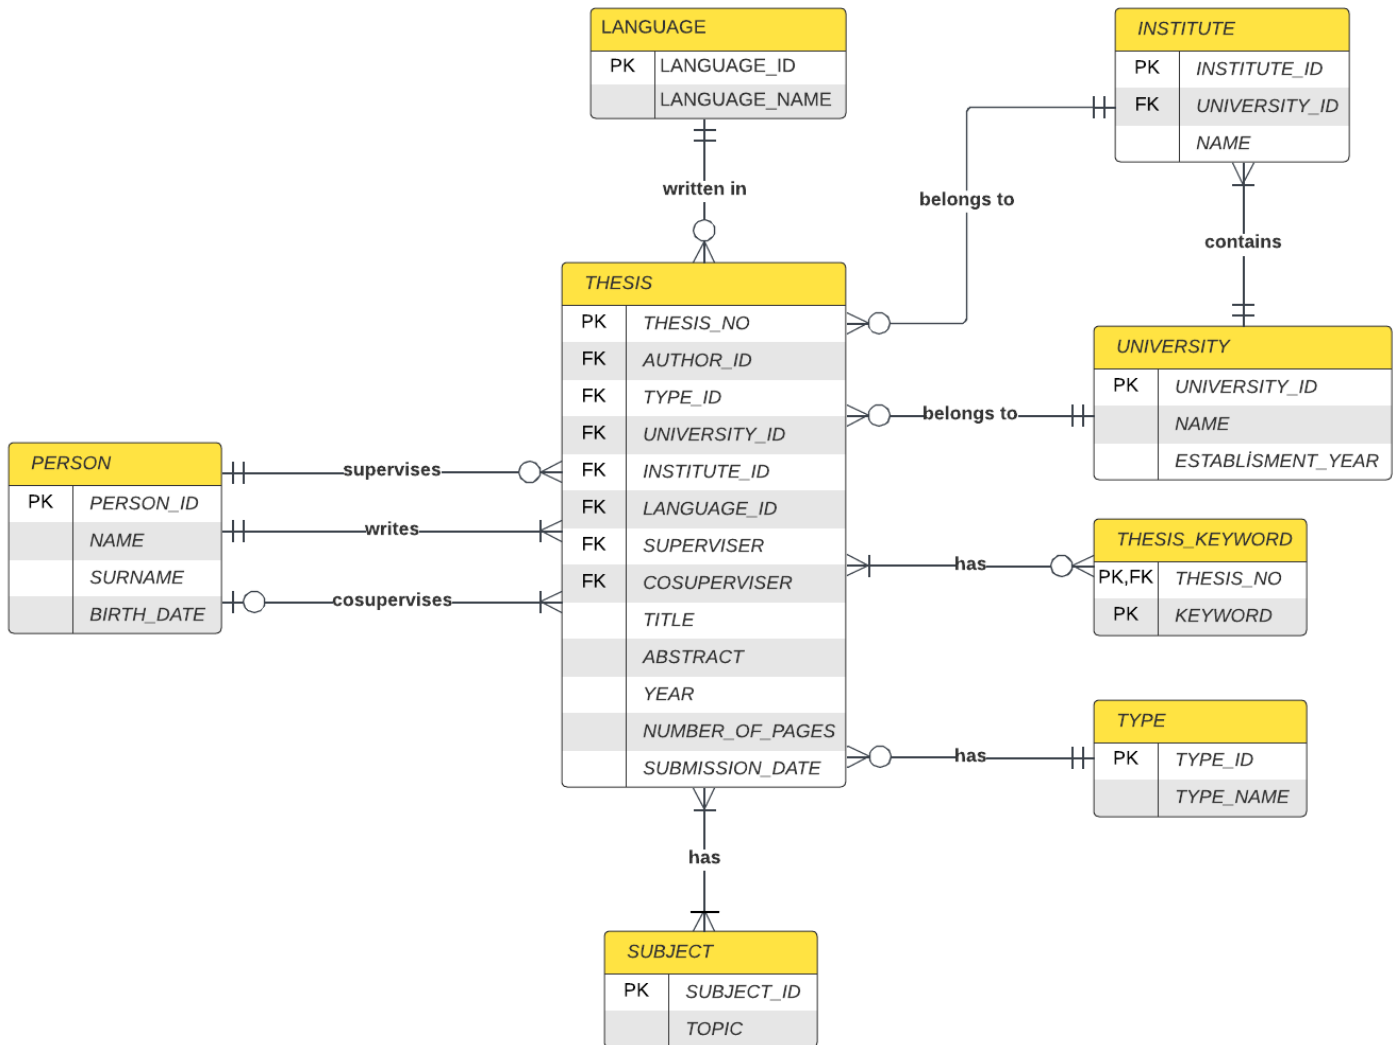 LANGUAGE
PK LANGUAGE_ID
LANGUAGE_NAME
written in
INSTITUTE
PK INSTITUTE_ID
FK UNIVERSITY_ID
NAME
belongs to
contains
THESIS
PK THESIS_NO
FK AUTHOR_ID
FK TYPE_ID
FK UNIVERSITY_ID
FK INSTITUTE_ID
FK LANGUAGE_ID
FK SUPERVISER
FK COSUPERVISER
TITLE
ABSTRACT
YEAR
NUMBER_OF_PAGES
SUBMISSION_DATE
belongs to
UNIVERSITY
PK UNIVERSITY_ID
NAME
ESTABLİSMENT_YEAR
PERSON
PK PERSON_ID
NAME
SURNAME
BIRTH_DATE
supervises
writes
cosupervises
has
THESIS_KEYWORD
PK,FK THESIS_NO
PK KEYWORD
has
TYPE
PK TYPE_ID
TYPE_NAME
has
SUBJECT
PK SUBJECT_ID
TOPIC